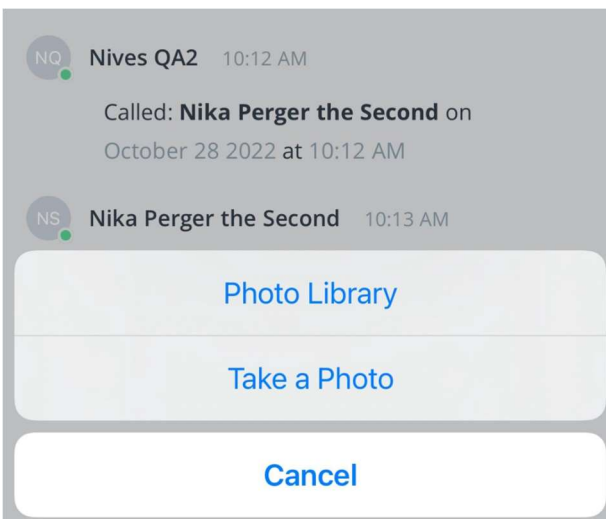 NQ Nives QA2 10:12 AM
Called: Nika Perger the Second on
October 28 2022 at 10:12 AM
NS Nika Perger the Second 10:13 AM
Photo Library
Take a Photo
Cancel